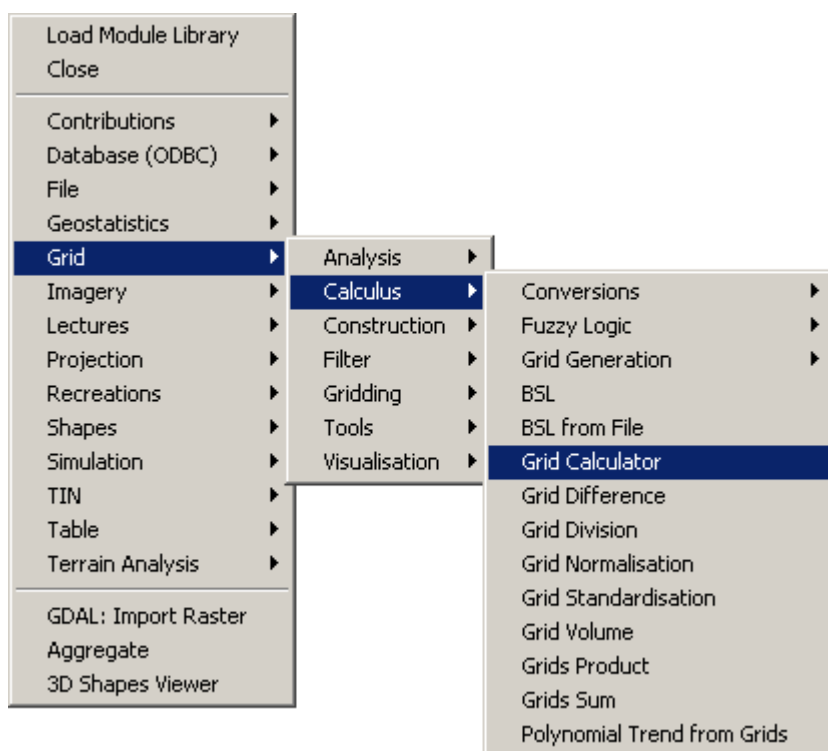 Load Module Library
Close
Contributions
Database (ODBC)
File
Geostatistics
Grid
Imagery
Lectures
Projection
Recreations
Shapes
Simulation
TIN
Table
Terrain Analysis
GDAL: Import Raster
Aggregate
3D Shapes Viewer
Analysis
Calculus
Construction
Filter
Gridding
Tools
Visualisation
Conversions
Fuzzy Logic
Grid Generation
BSL
BSL from File
Grid Calculator
Grid Difference
Grid Division
Grid Normalisation
Grid Standardisation
Grid Volume
Grids Product
Grids Sum
Polynomial Trend from Grids